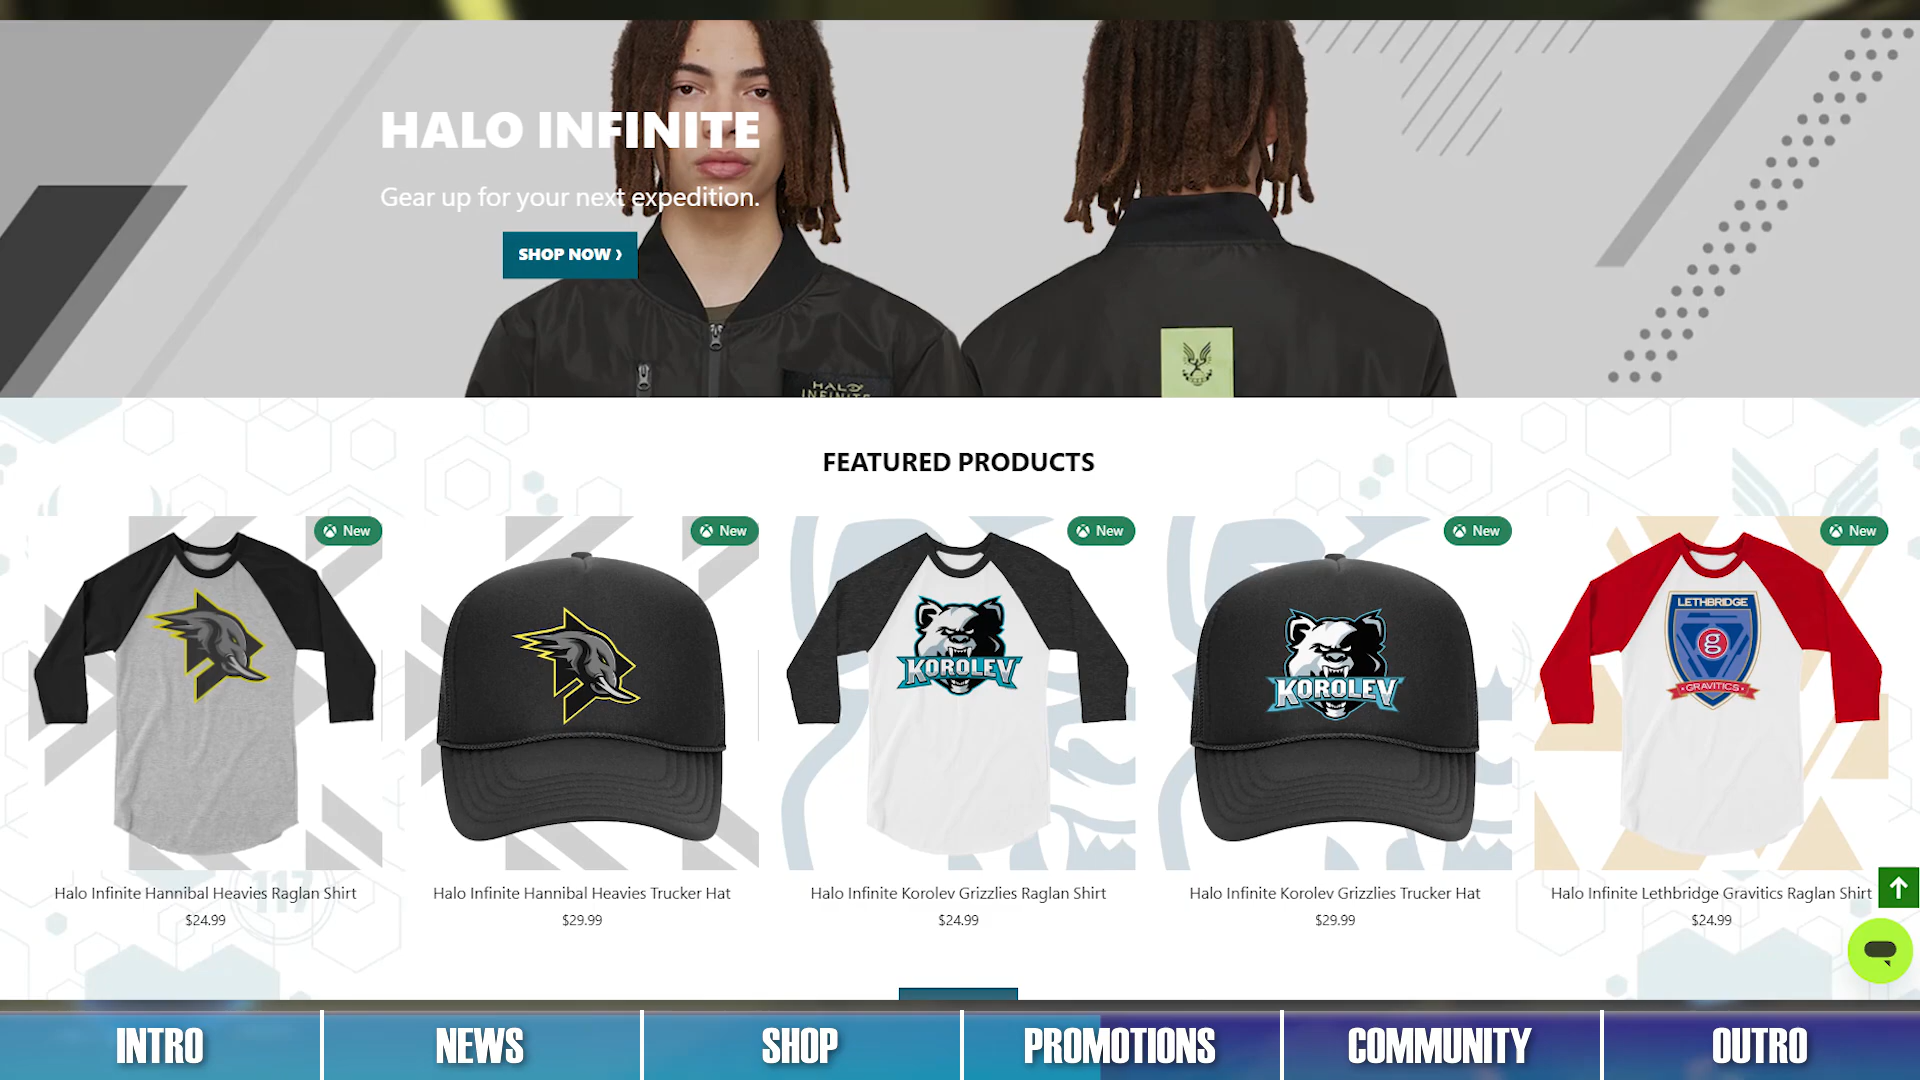 HALO INFINITE
Gear up for your next expedition.
SHOP NOW ›
HALO
INFINITE
FEATURED PRODUCTS
New
New
New
New
New
KOROLEV
KOROLEV
LETHBRIDGE
g
GRAVITICS
Halo Infinite Hannibal Heavies Raglan Shirt
$24.99
Halo Infinite Hannibal Heavies Trucker Hat
$29.99
Halo Infinite Korolev Grizzlies Raglan Shirt
$24.99
Halo Infinite Korolev Grizzlies Trucker Hat
$29.99
Halo Infinite Lethbridge Gravitics Raglan Shirt
$24.99
117
INTRO
NEWS
SHOP
PROMOTIONS
COMMUNITY
OUTRO